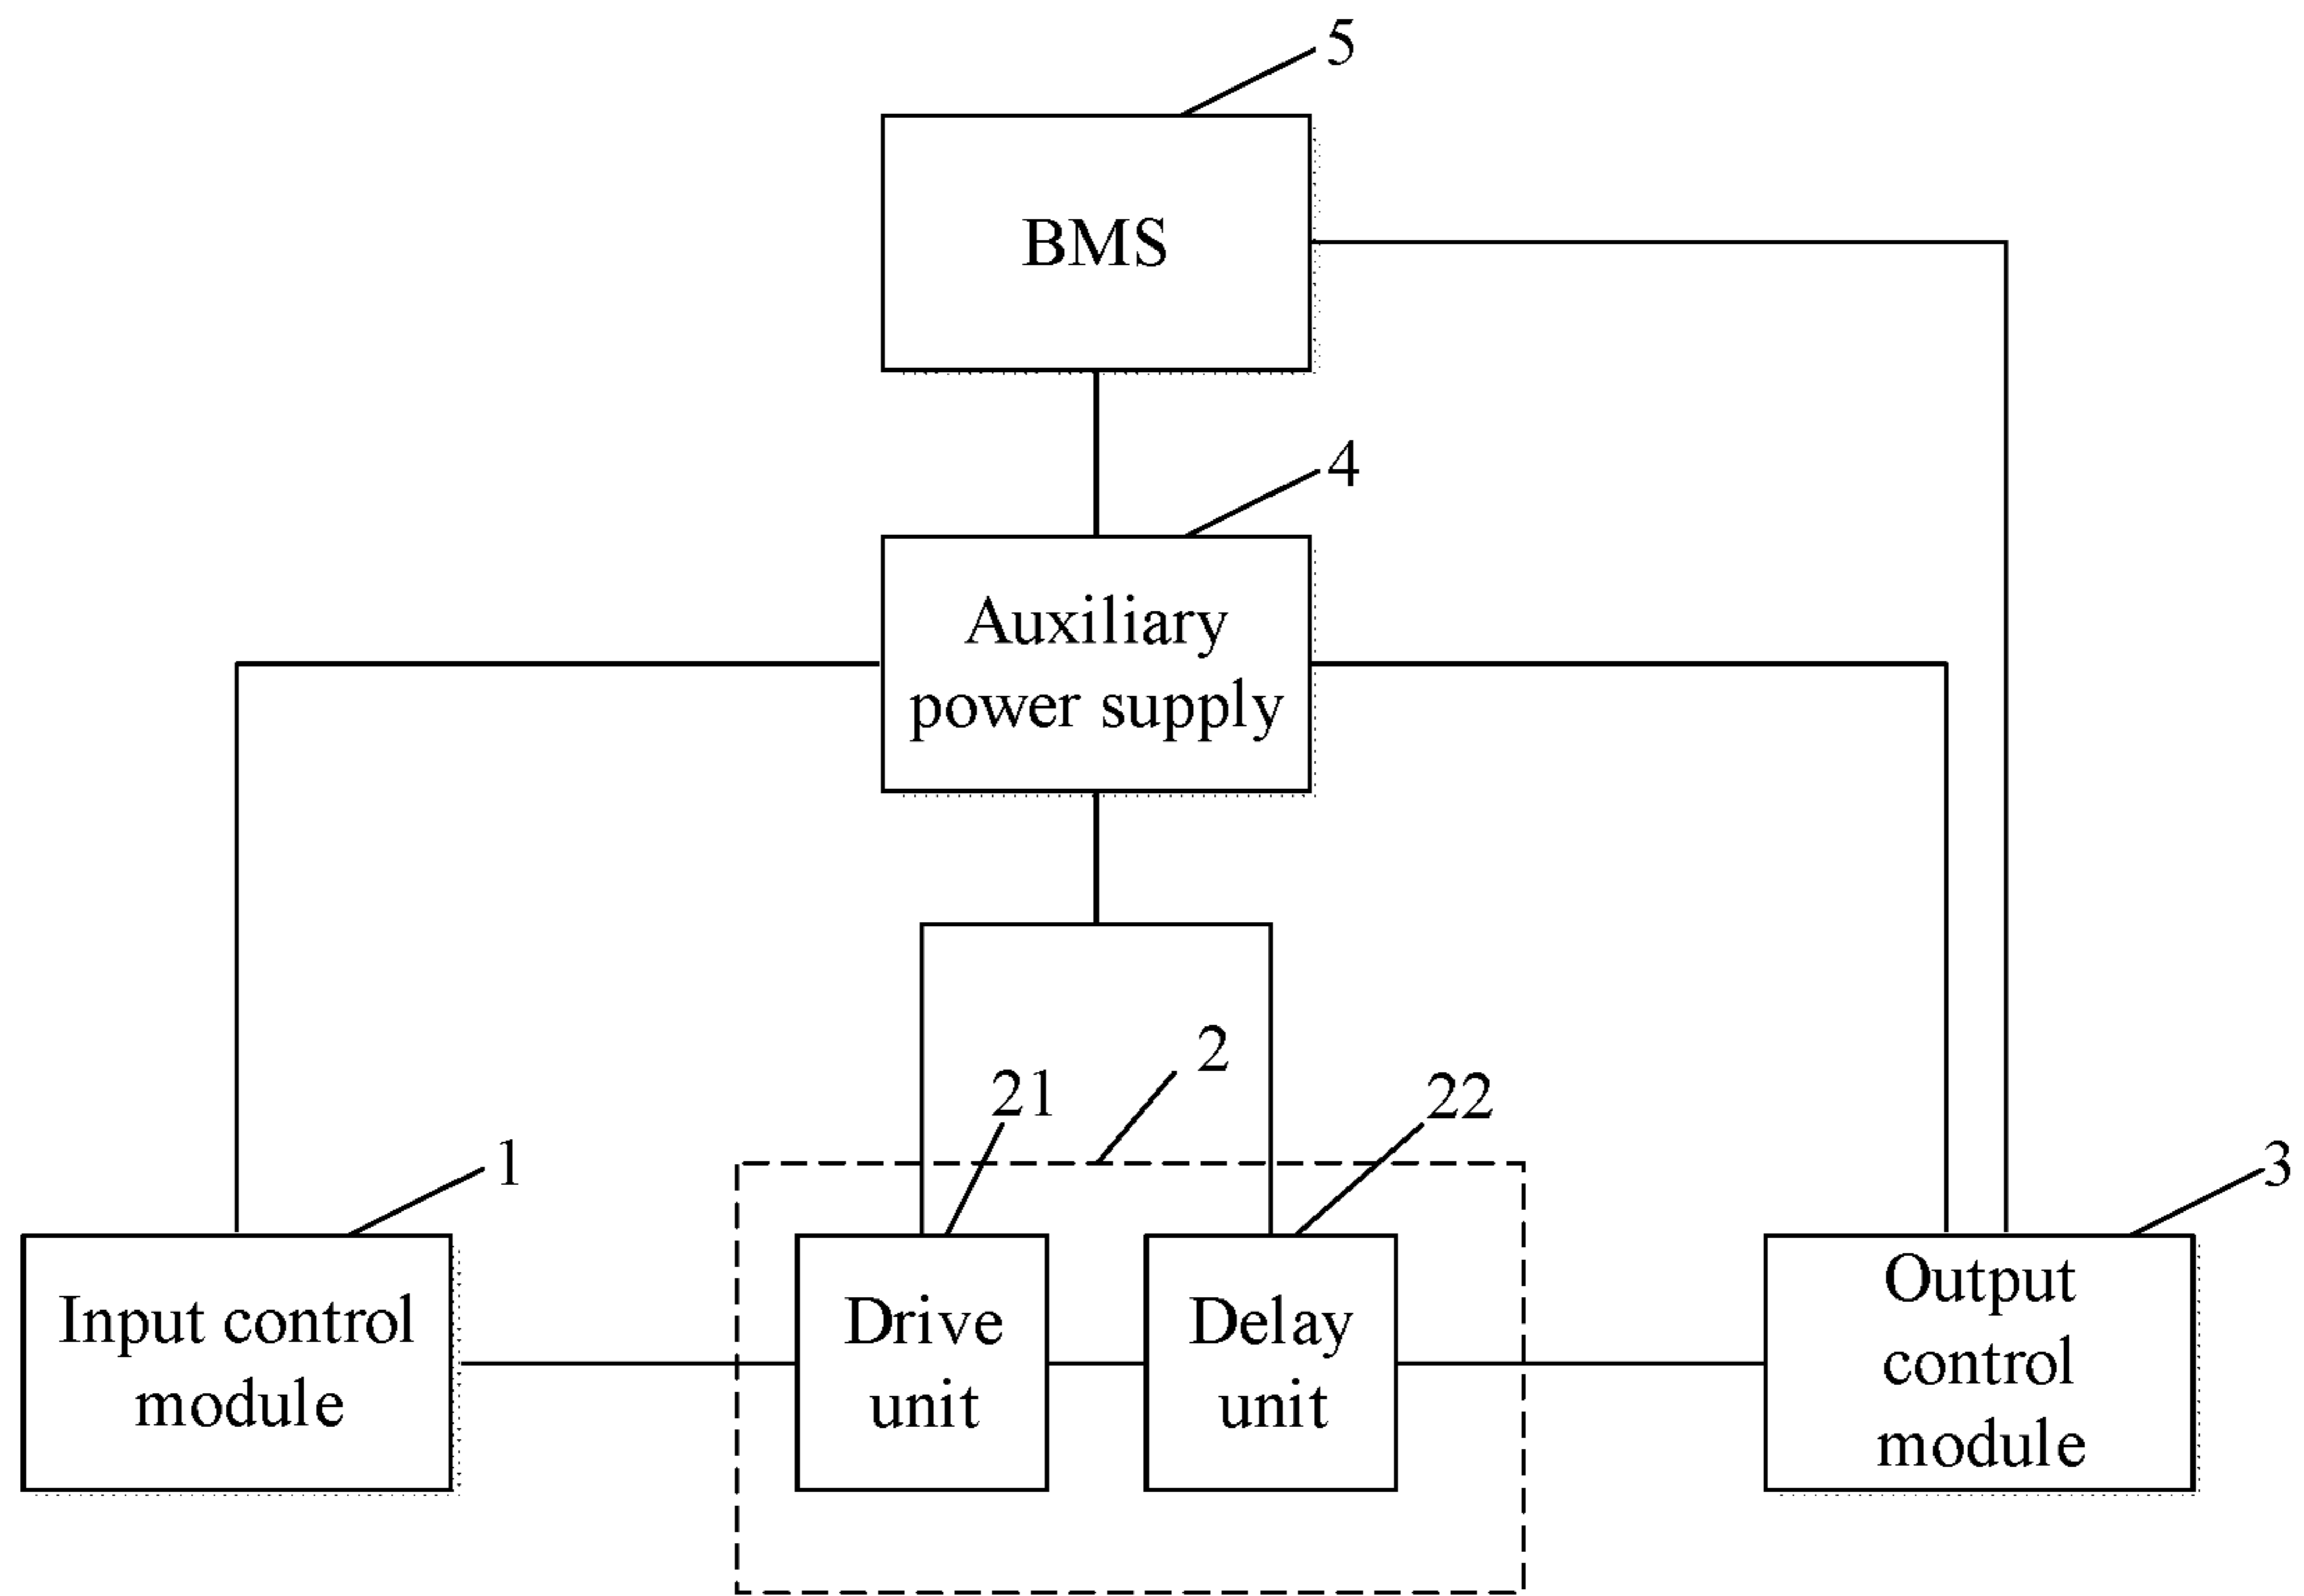 5
BMS
4
Auxiliary
power supply
2
21
22
1
3
Input control
module
Drive
unit
Delay
unit
Output
control
module